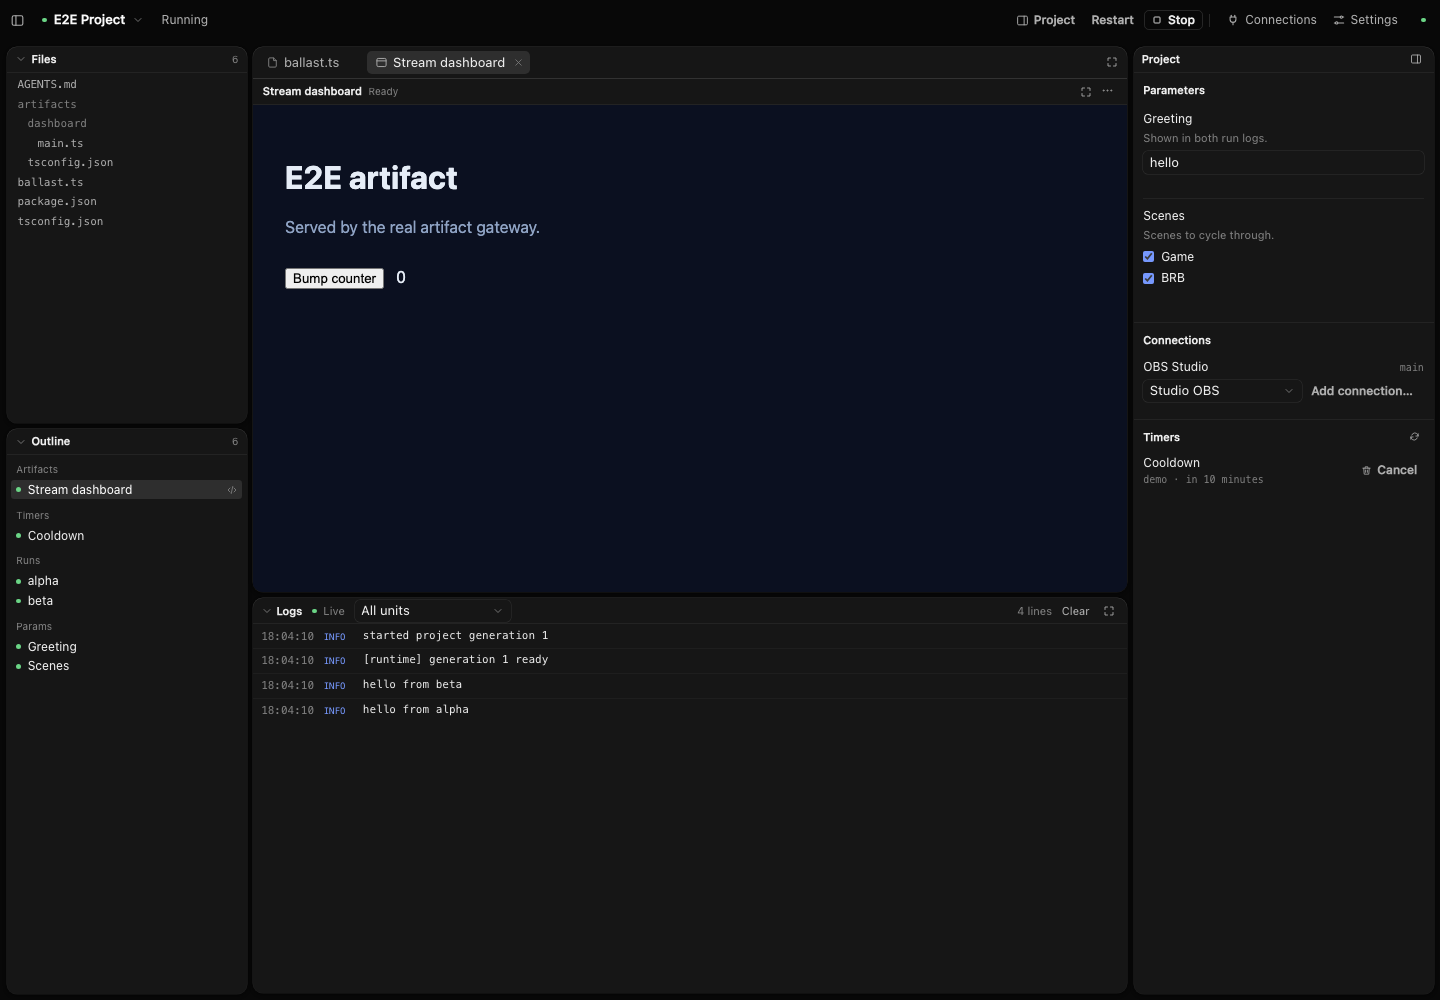 E2E Project
Running
Project
Restart
Stop
Connections
Settings
Files
6
AGENTS.md
artifacts
dashboard
main.ts
tsconfig.json
ballast.ts
package.json
tsconfig.json
Outline
6
Artifacts
Stream dashboard
Timers
Cooldown
Runs
alpha
beta
Params
Greeting
Scenes
ballast.ts
Stream dashboard
Stream dashboard Ready
E2E artifact
Served by the real artifact gateway.
Bump counter 0
Logs Live All units 4 lines Clear
18:04:10 INFO started project generation 1
18:04:10 INFO [runtime] generation 1 ready
18:04:10 INFO hello from beta
18:04:10 INFO hello from alpha
Project
Parameters
Greeting
Shown in both run logs.
hello
Scenes
Scenes to cycle through.
Game
BRB
Connections
OBS Studio main
Studio OBS Add connection...
Timers
Cooldown
demo · in 10 minutes
Cancel